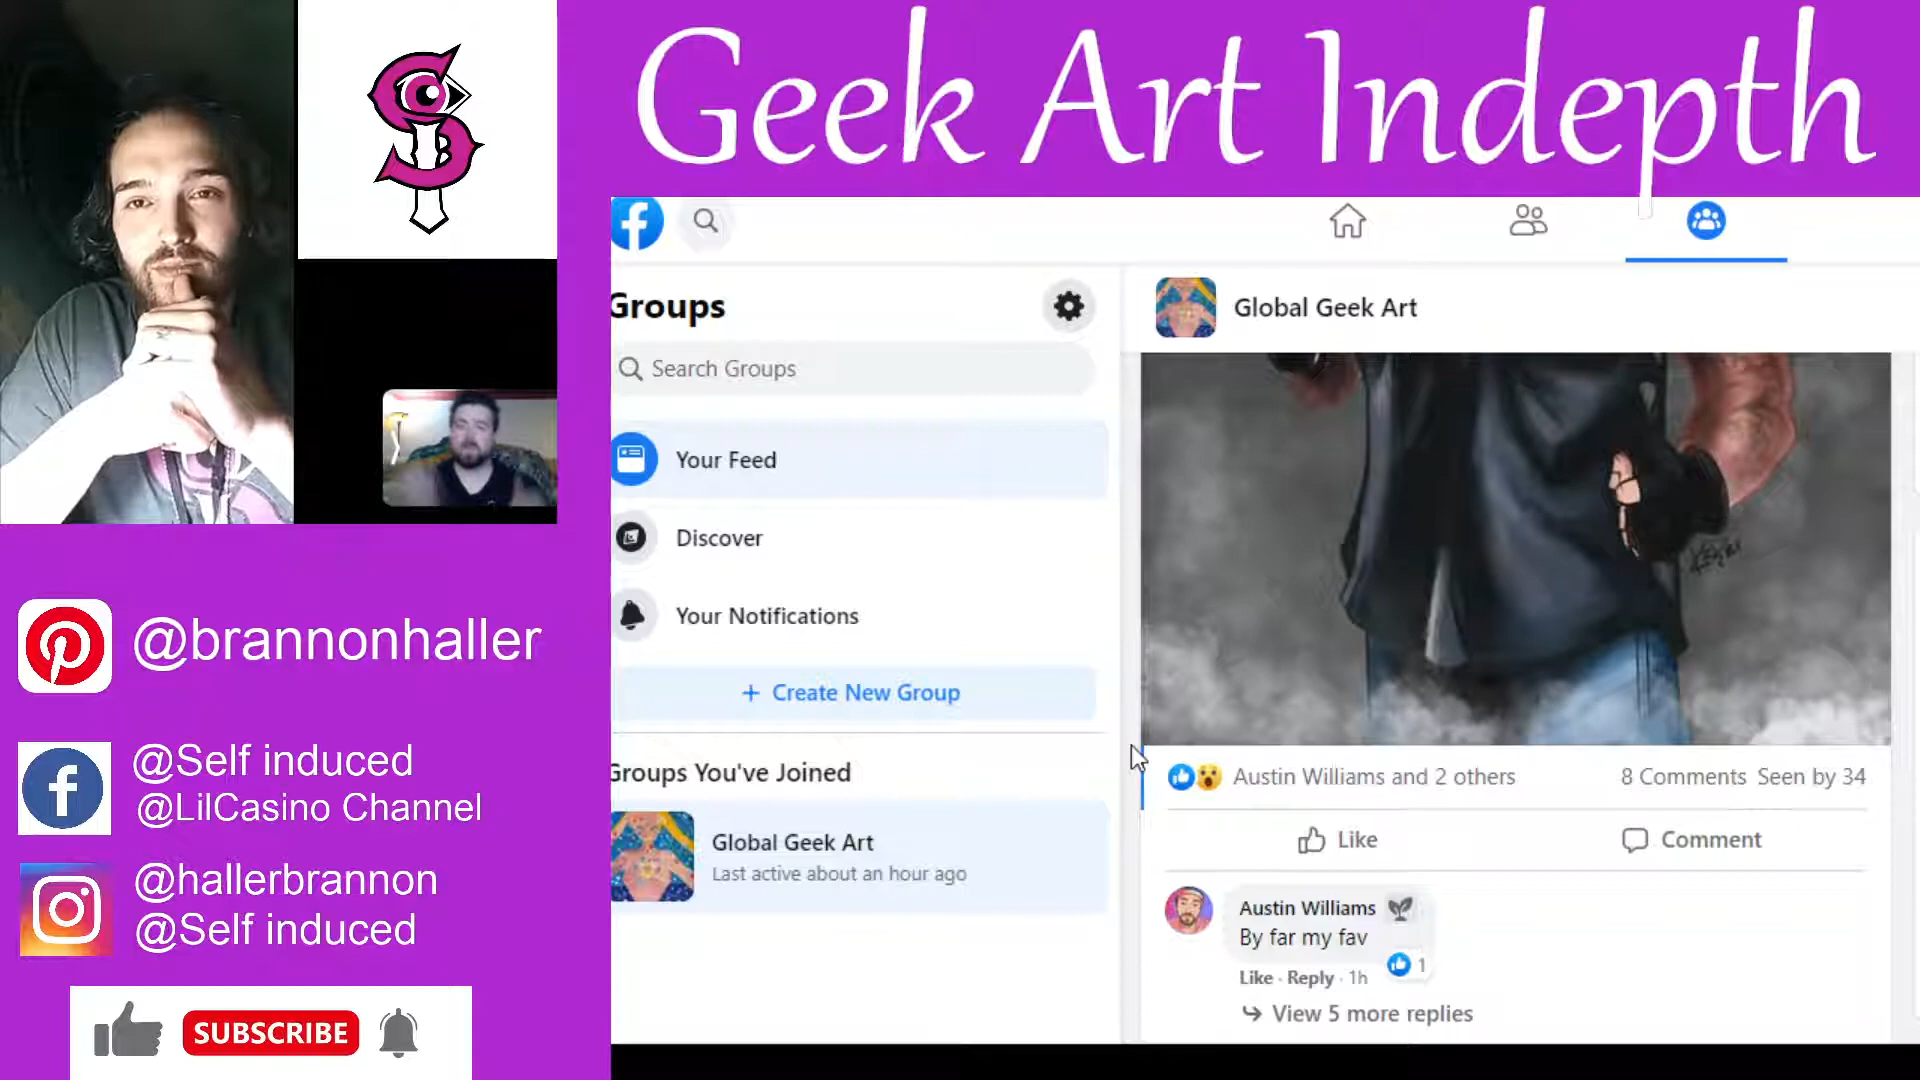 Geek Art Indepth
Groups
Search Groups
Your Feed
Discover
Your Notifications
+ Create New Group
Groups You've Joined
Global Geek Art
Last active about an hour ago
Global Geek Art
Austin Williams and 2 others
8 Comments Seen by 34
Like
Comment
Austin Williams
By far my fav
1
Like · Reply · 1h
View 5 more replies
@brannonhaller
@Self induced
@LilCasino Channel
@hallerbrannon
@Self induced
SUBSCRIBE